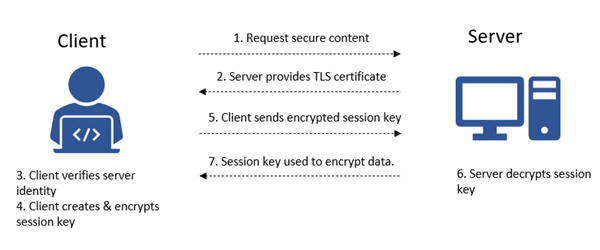 Client
Server
1. Request secure content
2. Server provides TLS certificate
5. Client sends encrypted session key
7. Session key used to encrypt data.
3. Client verifies server
identity
4. Client creates & encrypts
session key
6. Server decrypts session
key
</>